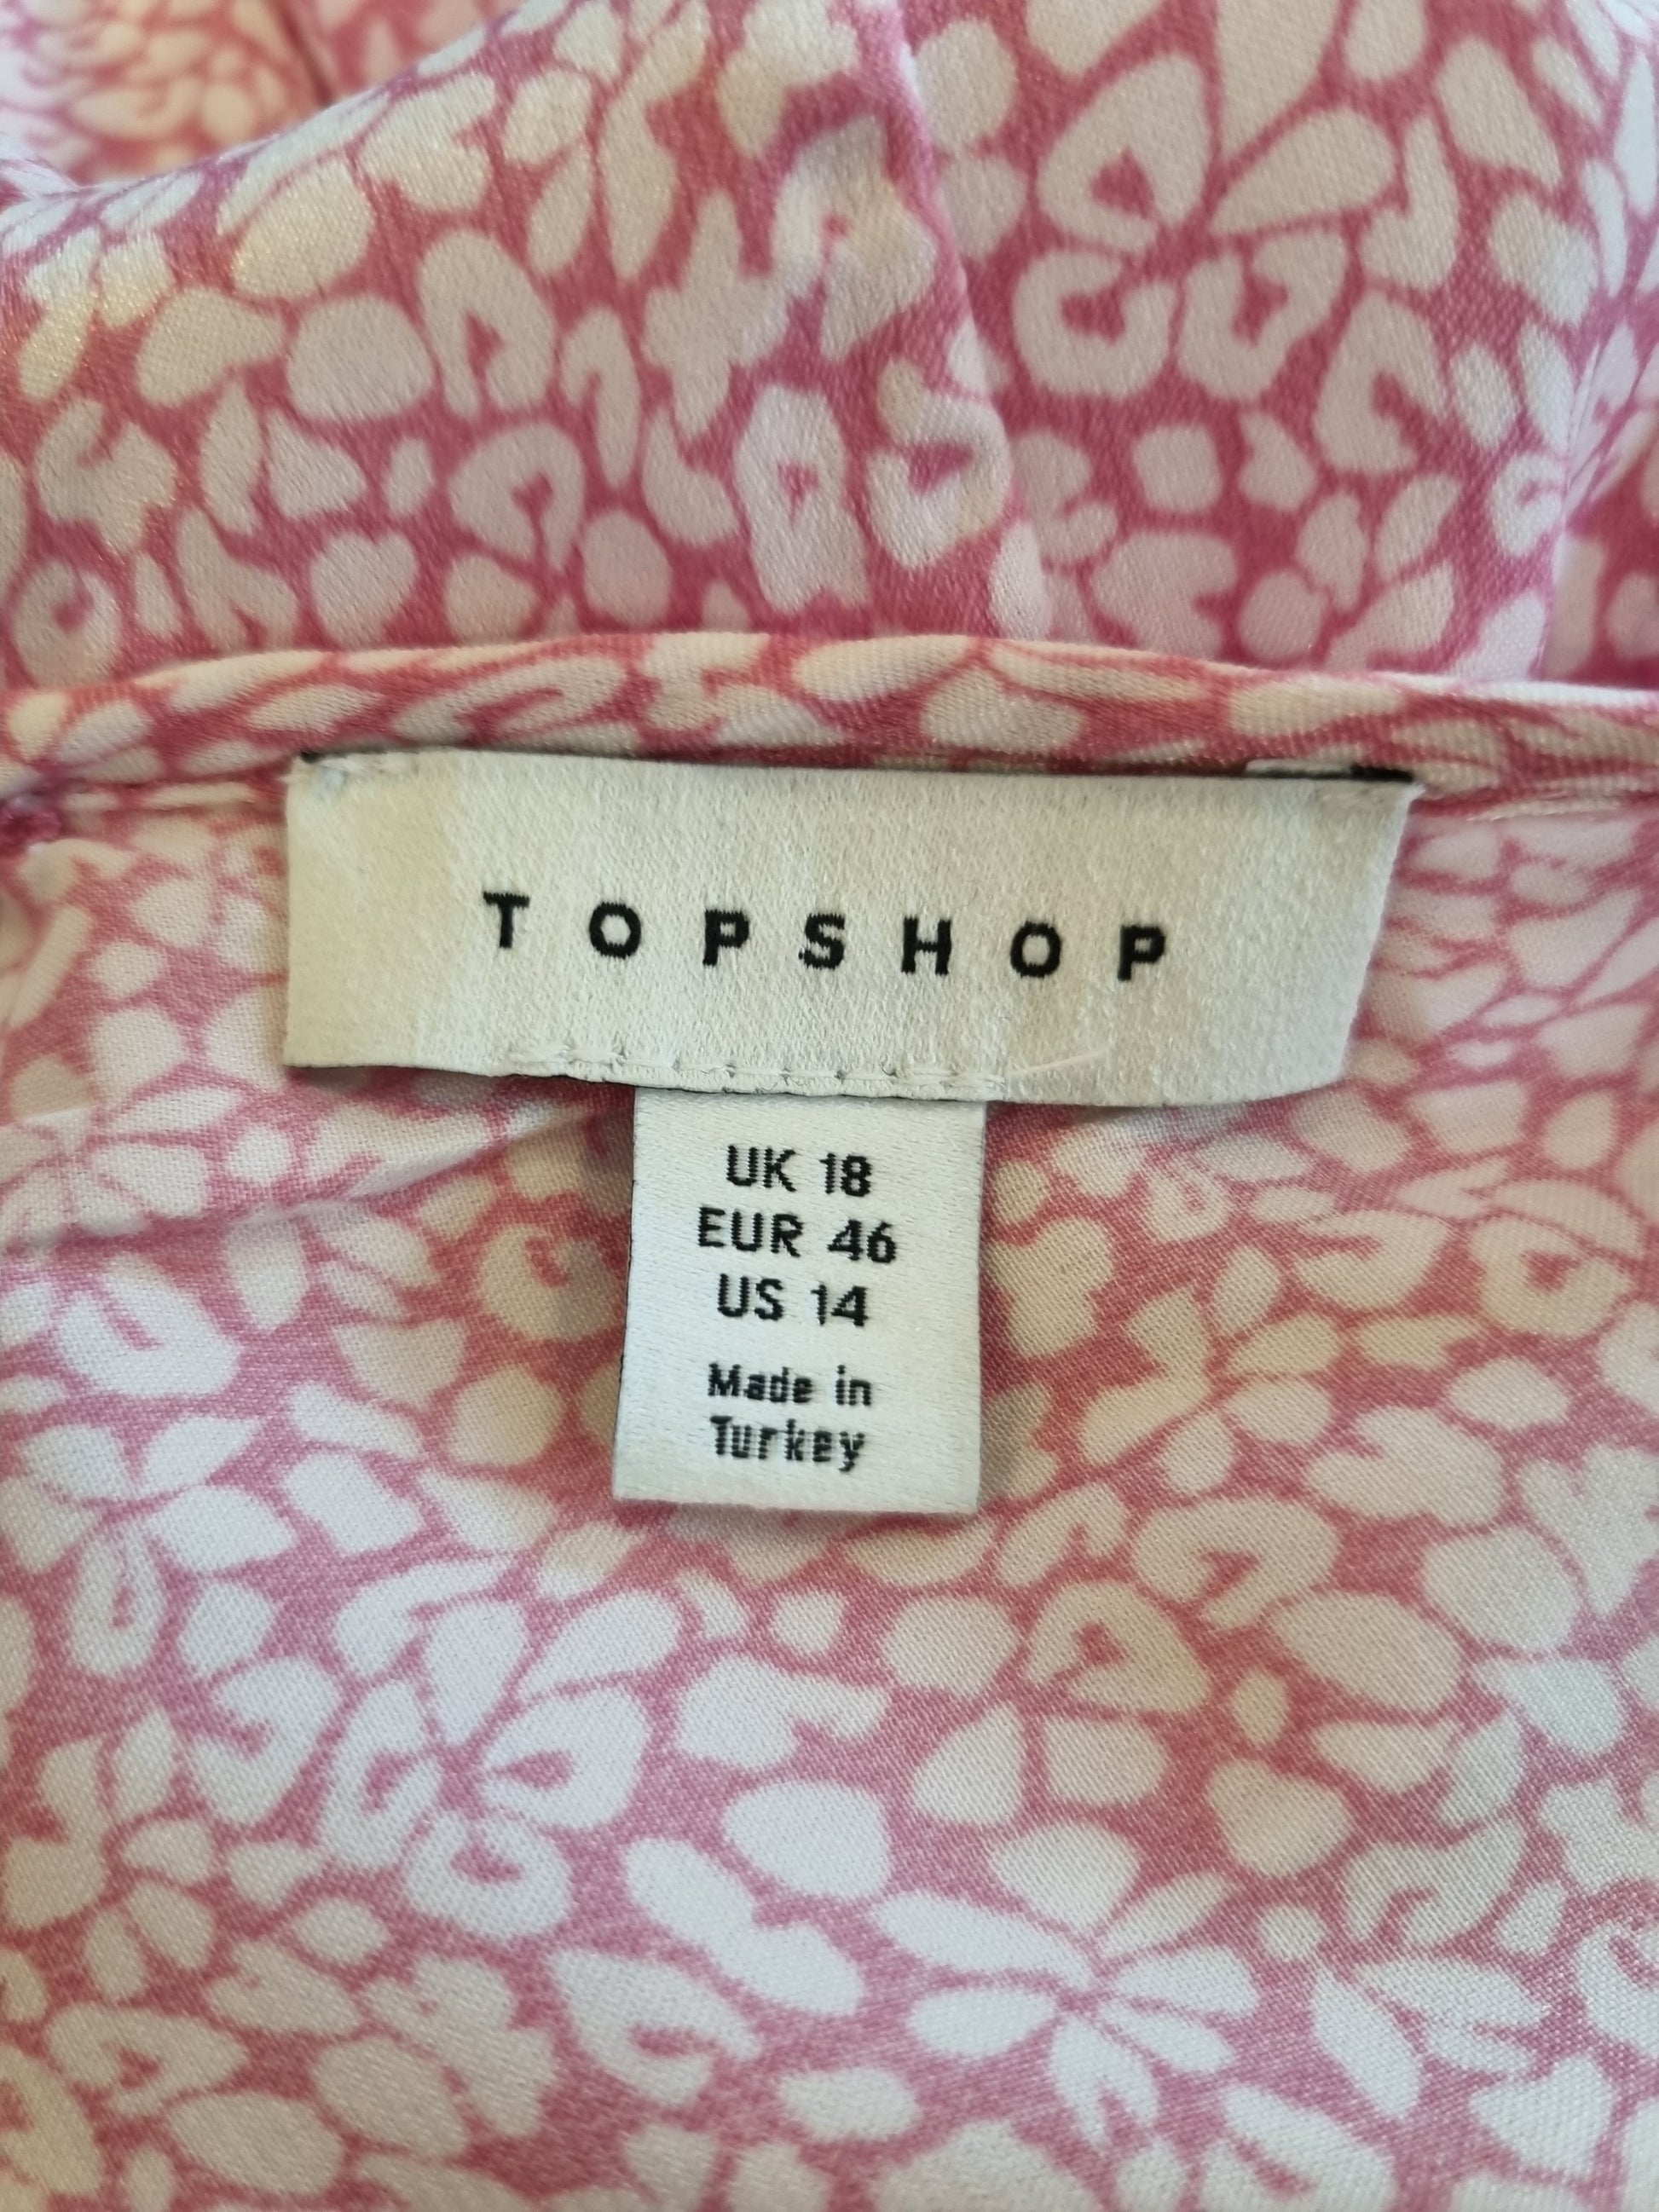 TOPSHOP
UK 18
EUR 46
US 14
Made in
Turkey